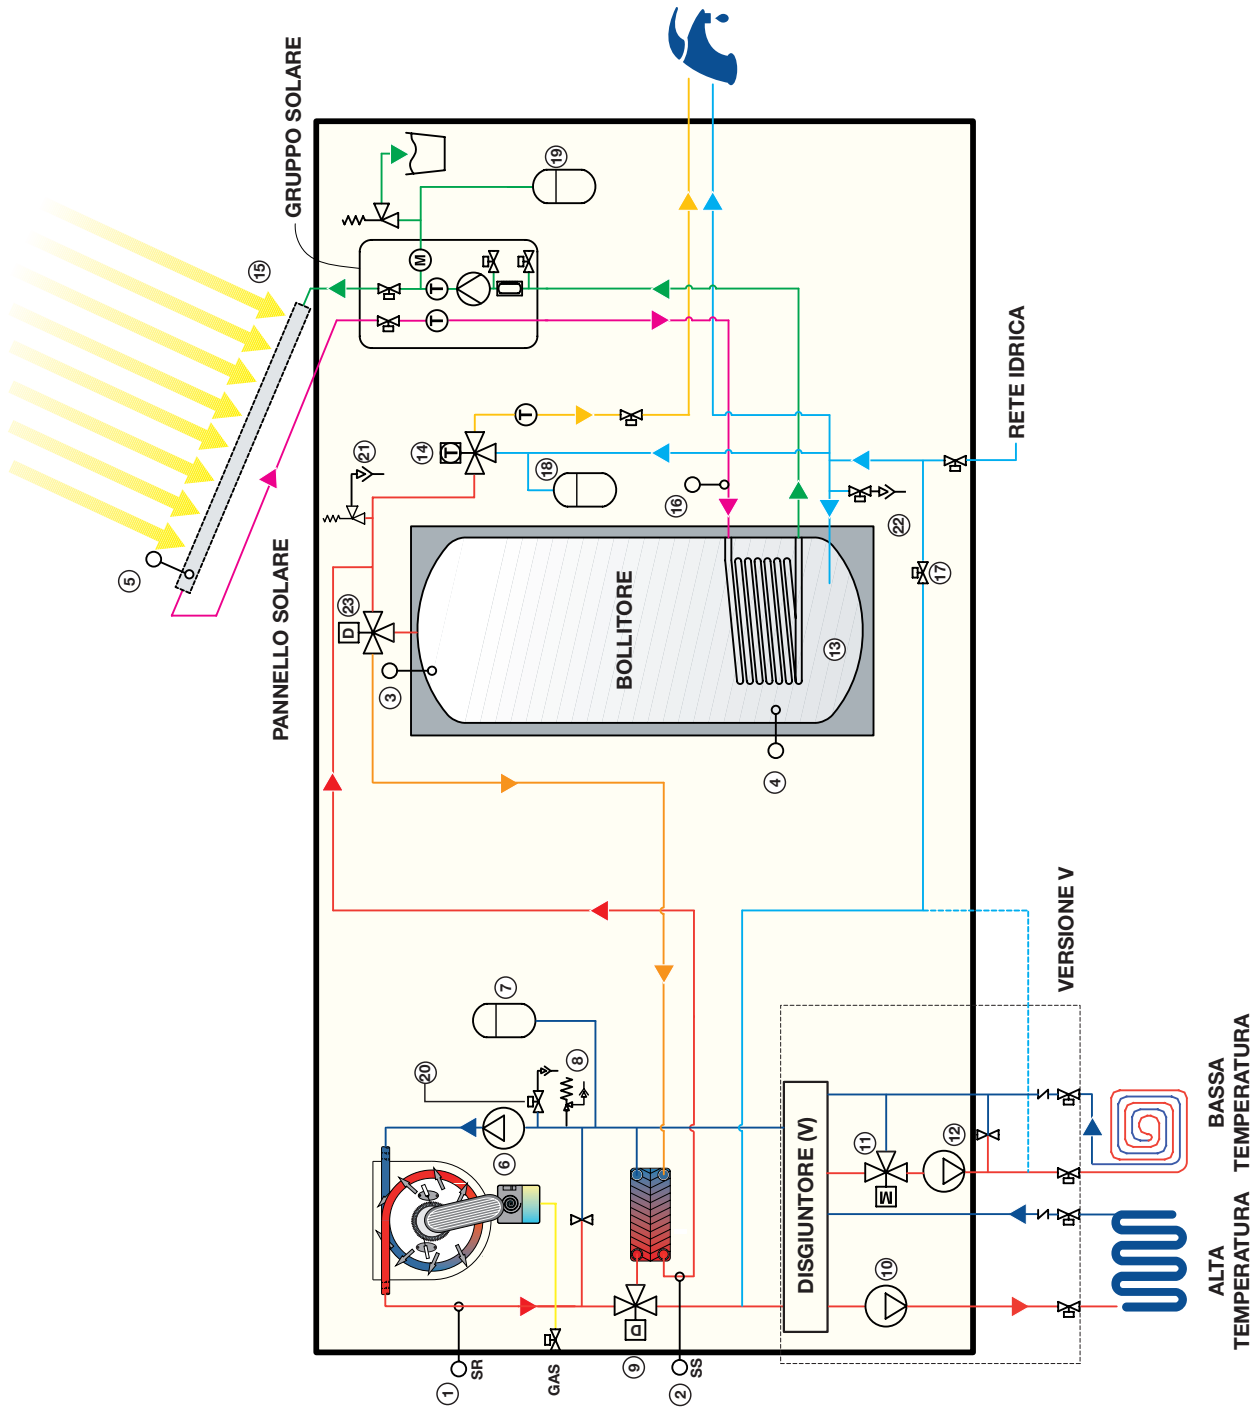 GRUPPO SOLARE
15
19
M
T
T
PANNELLO SOLARE
5
21
14
T
T
18
16
RETE IDRICA
22
17
23
D
3
BOLLITORE
13
4
VERSIONE V
7
20
8
6
DISGIUNTORE (V)
11
M
12
10
BASSA
TEMPERATURA
ALTA
TEMPERATURA
D
9
1
SR
GAS
2
SS